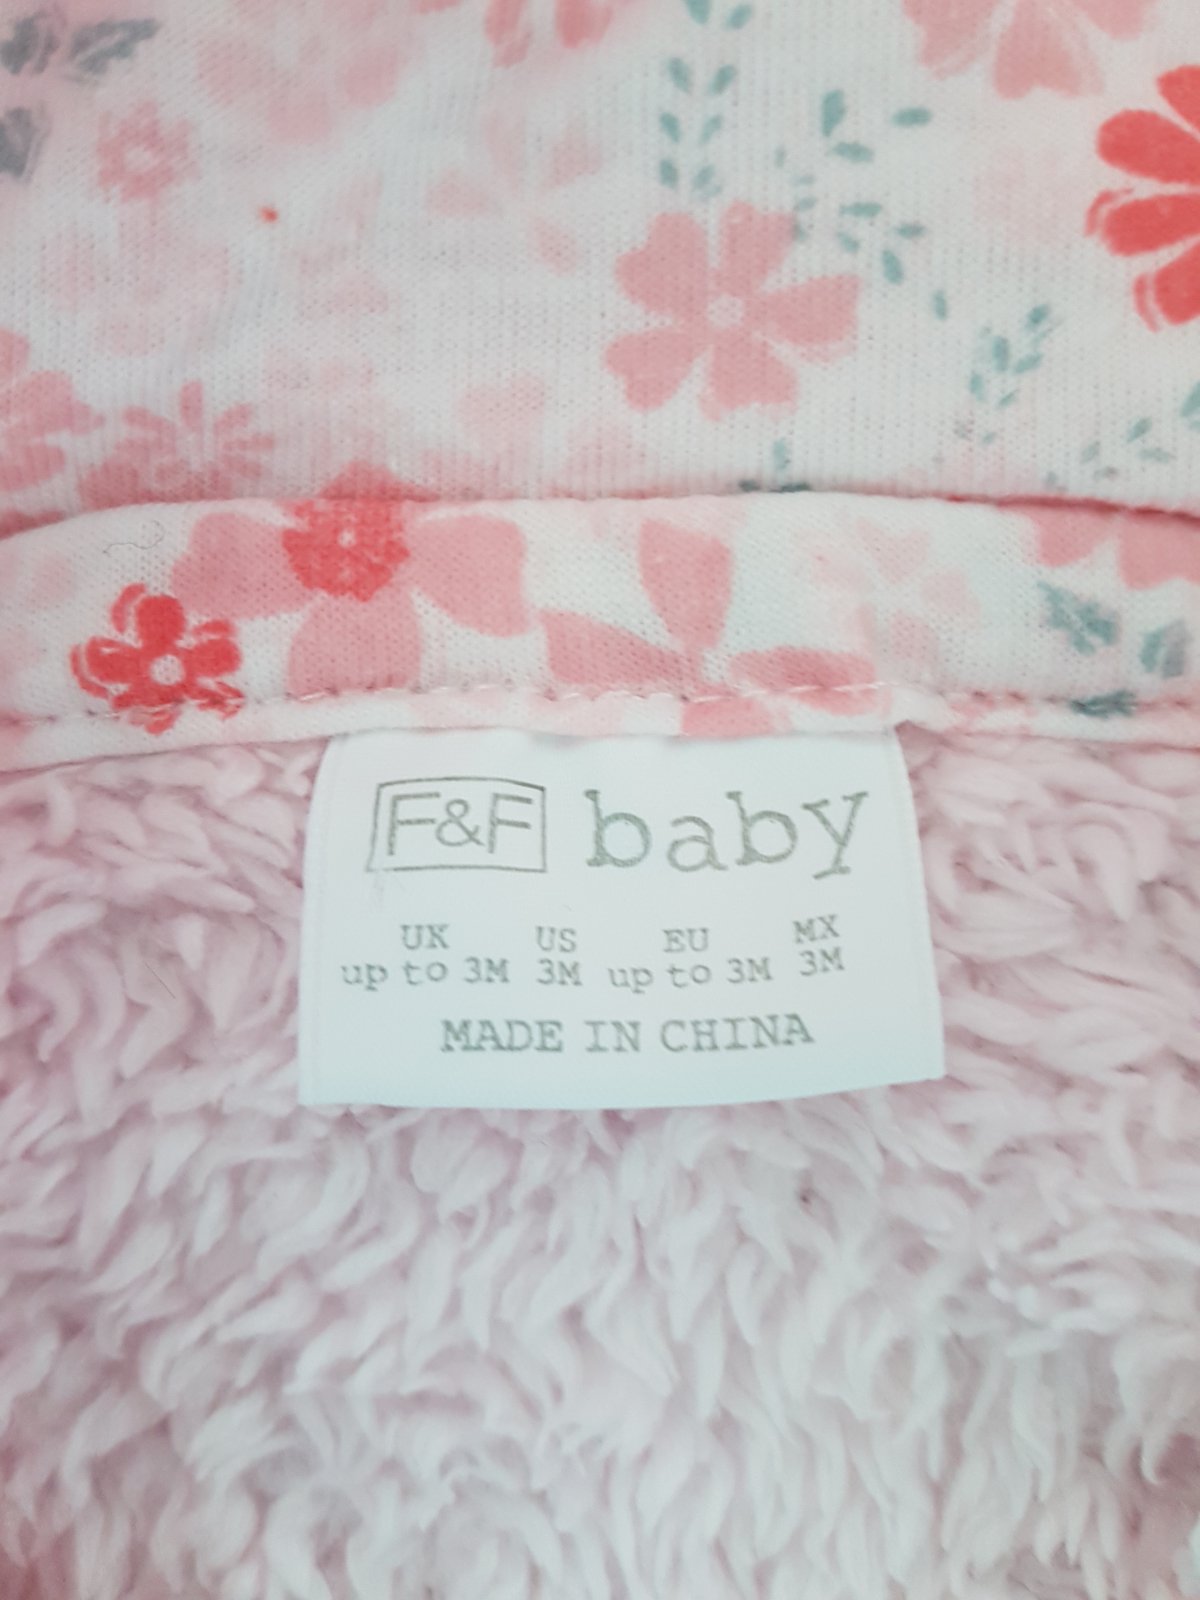 F&F baby
UK US EU MX
up to 3M 3M up to 3M 3M
MADE IN CHINA